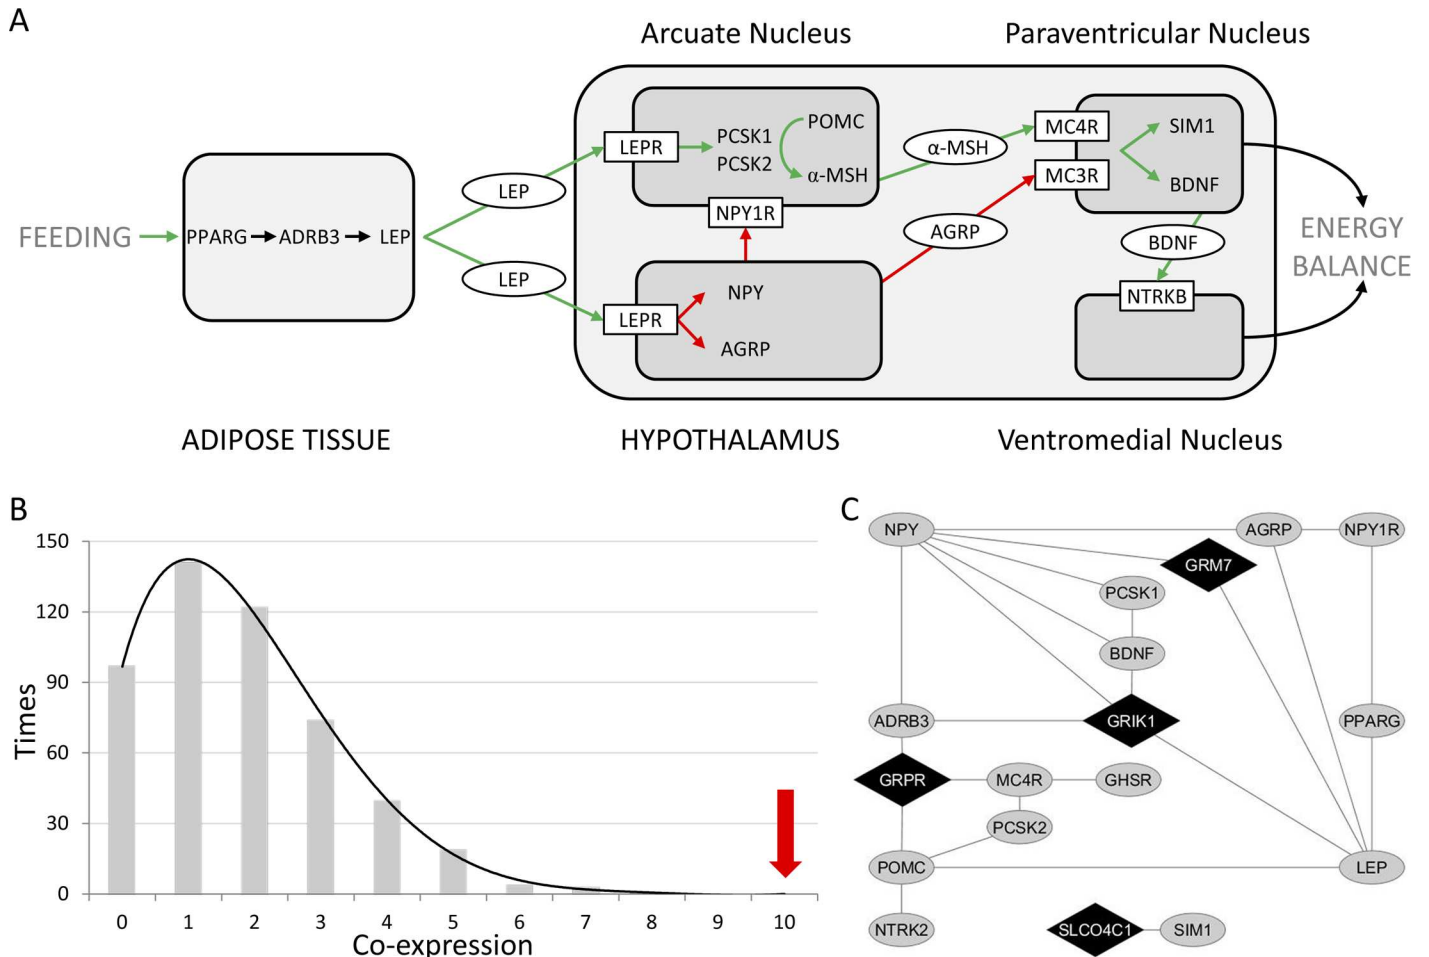 A
Arcuate Nucleus
Paraventricular Nucleus
FEEDING
PPARG
ADRB3
LEP
LEP
LEP
LEPR
PCSK1
PCSK2
POMC
α-MSH
NPY1R
LEPR
NPY
AGRP
α-MSH
AGRP
MC4R
MC3R
SIM1
BDNF
BDNF
NTRKB
ENERGY
BALANCE
ADIPOSE TISSUE
HYPOTHALAMUS
Ventromedial Nucleus
B
Times
150
120
90
60
30
0
0 1 2 3 4 5 6 7 8 9 10
Co-expression
C
NPY
AGRP
NPY1R
GRM7
PCSK1
BDNF
ADRB3
GRIK1
PPARG
GRPR
MC4R
GHSR
PCSK2
POMC
LEP
NTRK2
SLCO4C1
SIM1